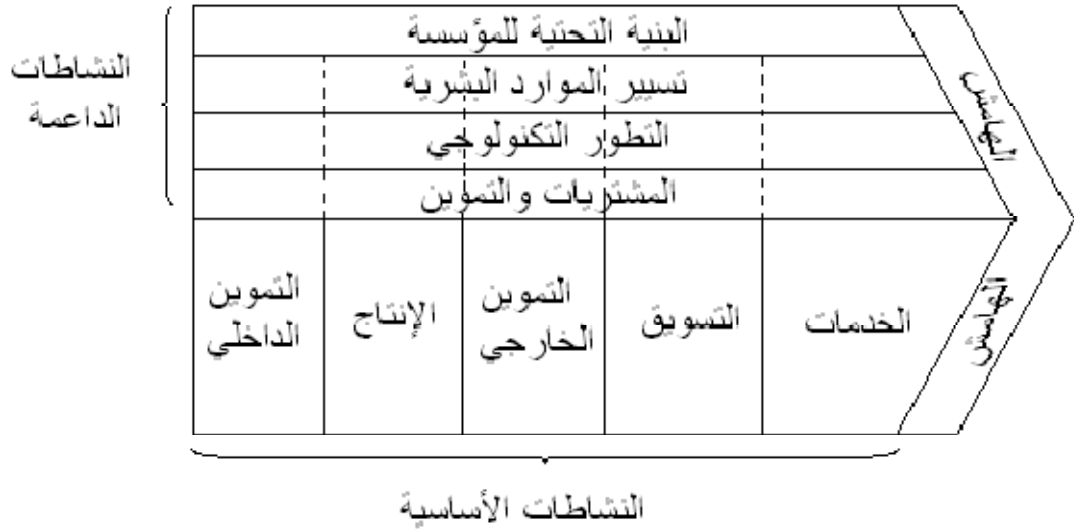 البنية التحتية للمؤسسة
تسيير الموارد البشرية
التطور التكنولوجي
المشتريات والتموين
النشاطات
الداعمة
الهامش
الهامش
التموين
الداخلي
الإنتاج
التموين
الخارجي
التسويق
الخدمات
النشاطات الأساسية